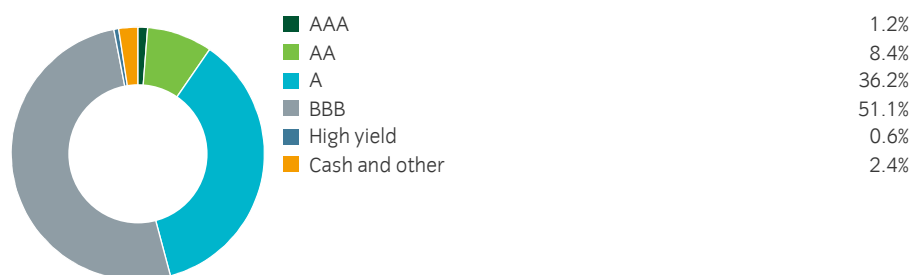 AAA 1.2%
AA 8.4%
A 36.2%
BBB 51.1%
High yield 0.6%
Cash and other 2.4%